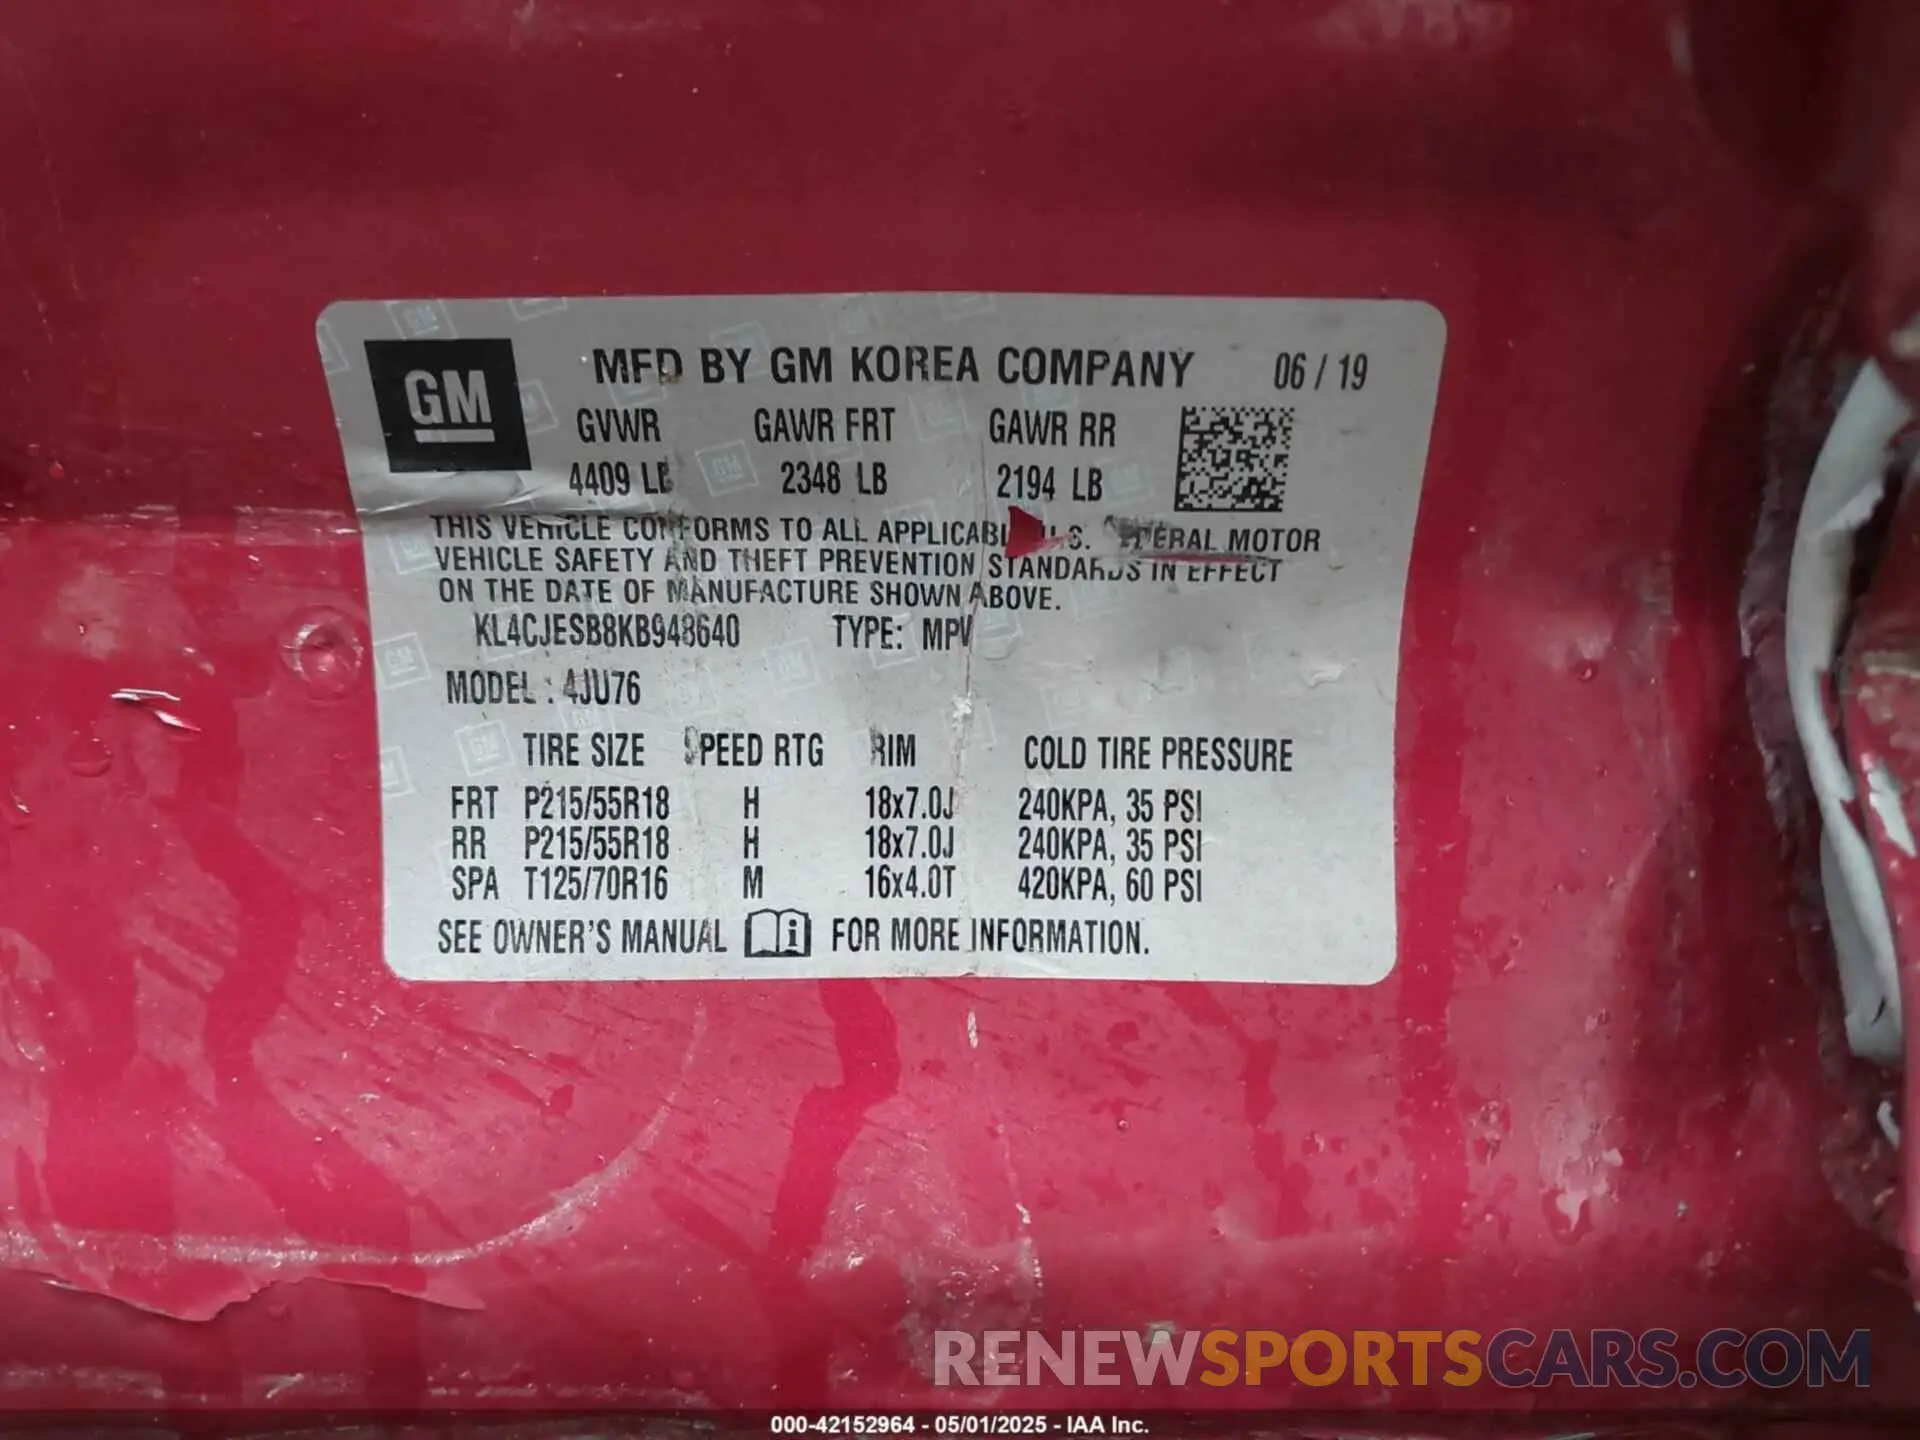 GM
MFD BY GM KOREA COMPANY 06 / 19
GVWR GAWR FRT GAWR RR
4409 LB 2348 LB 2194 LB
THIS VEHICLE CONFORMS TO ALL APPLICABLE U.S. FEDERAL MOTOR
VEHICLE SAFETY AND THEFT PREVENTION STANDARDS IN EFFECT
ON THE DATE OF MANUFACTURE SHOWN ABOVE.
KL4CJESB8KB948640 TYPE: MPV
MODEL : 4JU76
TIRE SIZE SPEED RTG RIM COLD TIRE PRESSURE
FRT P215/55R18 H 18x7.0J 240KPA, 35 PSI
RR P215/55R18 H 18x7.0J 240KPA, 35 PSI
SPA T125/70R16 M 16x4.0T 420KPA, 60 PSI
SEE OWNER'S MANUAL FOR MORE INFORMATION.
RENEWSPORTSCARS.COM
000-42152964 - 05/01/2025 - IAA Inc.